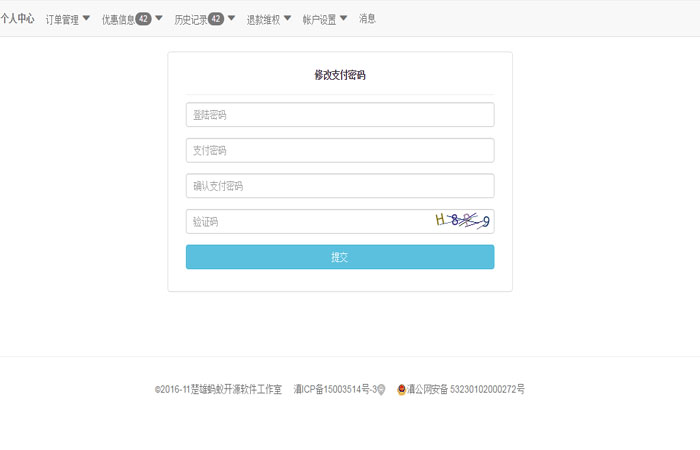 个人中心 订单管理 优惠信息 42 历史记录 42 退款维权 帐户设置 消息
修改支付密码
登陆密码
支付密码
确认支付密码
验证码
提交
©2016-11楚雄蚂蚁开源软件工作室 滇ICP备15003514号-3 滇公网安备 53230102000272号